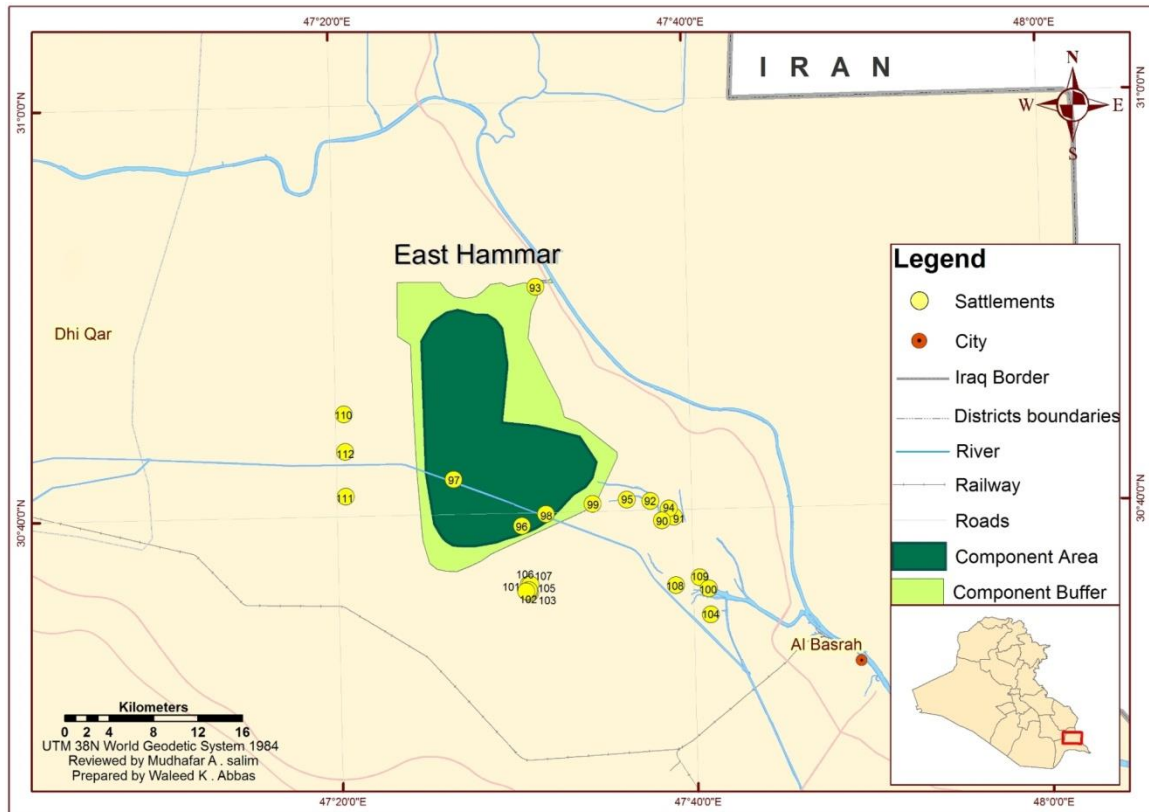 47°20'0"E
47°40'0"E
48°0'0"E
I R A N
N
W E
S
31°0'0"N
31°0'0"N
East Hammar
93
Dhi Qar
Legend
Sattlements
City
Iraq Border
Districts boundaries
River
Railway
Roads
Component Area
Component Buffer
110
112
111
97
98
96
99
95
92
94
90
91
30°40'0"N
30°40'0"N
106
107
101
105
102
103
108
109
100
104
Al Basrah
Kilometers
0 2 4 8 12 16
UTM 38N World Geodetic System 1984
Reviewed by Mudhafar A . salim
Prepared by Waleed K . Abbas
47°20'0"E
47°40'0"E
48°0'0"E